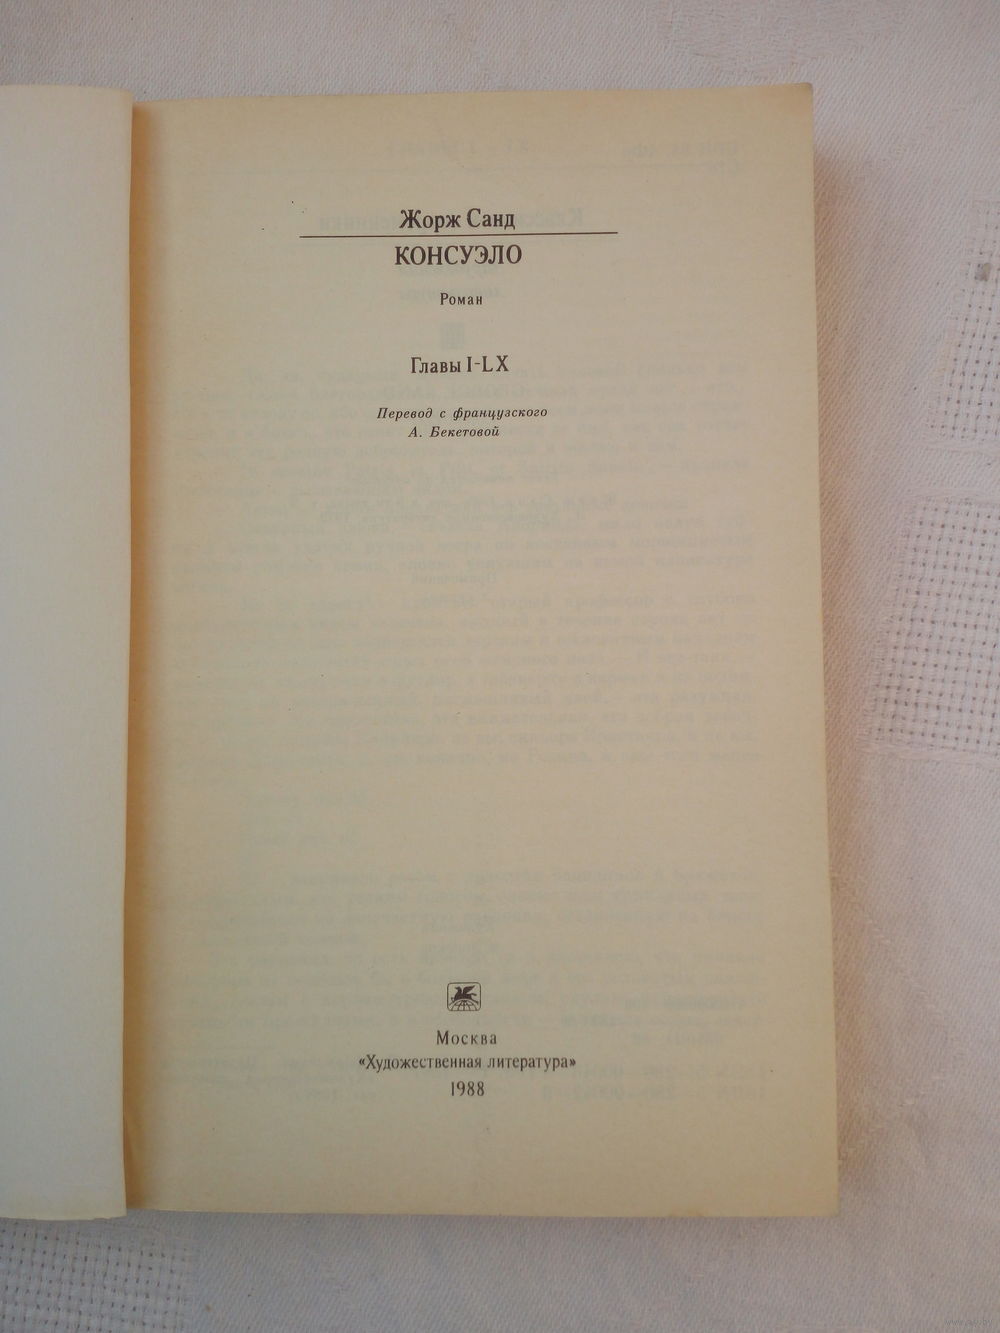 Жорж Санд
КОНСУЭЛО
Роман
Главы I-LX
Перевод с французского
А. Бекетовой
Москва
«Художественная литература»
1988